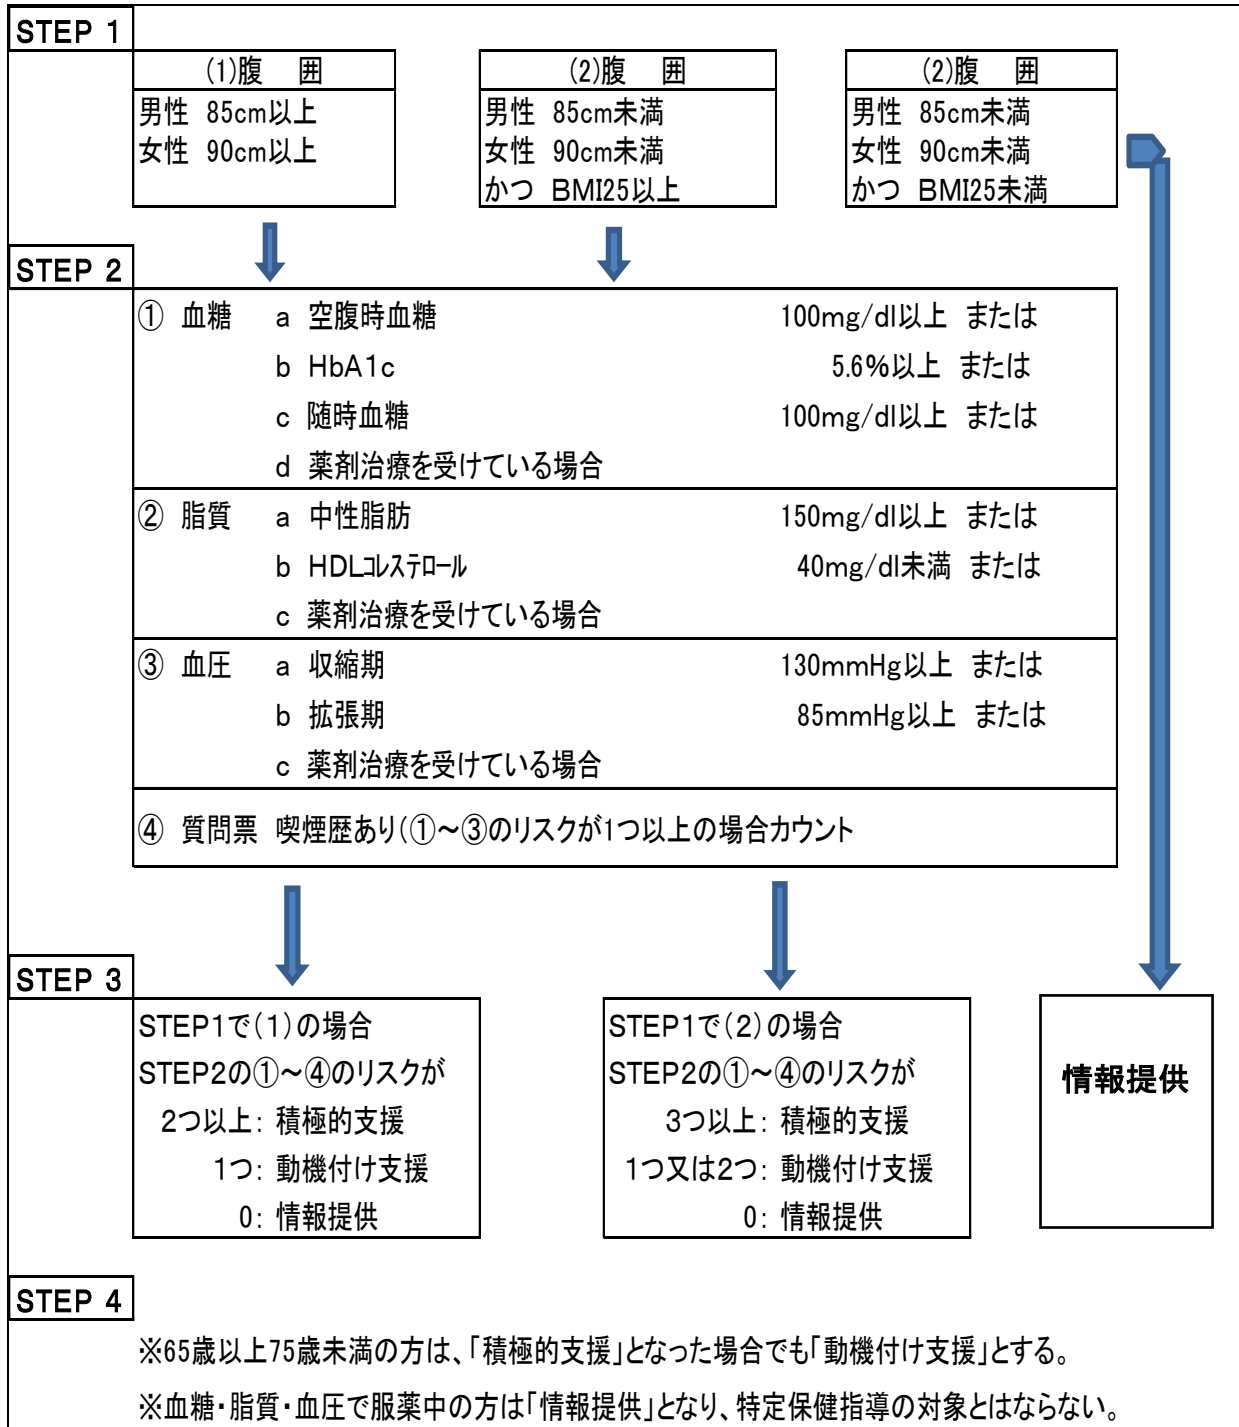 STEP 1
(1)腹　囲
男性 85cm以上
女性 90cm以上
(2)腹　囲
男性 85cm未満
女性 90cm未満
かつ BMI25以上
(2)腹　囲
男性 85cm未満
女性 90cm未満
かつ BMI25未満
STEP 2
① 血糖 a 空腹時血糖 100mg/dl以上 または
b HbA1c 5.6%以上 または
c 随時血糖 100mg/dl以上 または
d 薬剤治療を受けている場合
② 脂質 a 中性脂肪 150mg/dl以上 または
b HDLコレステロール 40mg/dl未満 または
c 薬剤治療を受けている場合
③ 血圧 a 収縮期 130mmHg以上 または
b 拡張期 85mmHg以上 または
c 薬剤治療を受けている場合
④ 質問票 喫煙歴あり(①～③のリスクが1つ以上の場合カウント
STEP 3
STEP1で(1)の場合
STEP2の①～④のリスクが
2つ以上: 積極的支援
1つ: 動機付け支援
0: 情報提供
STEP1で(2)の場合
STEP2の①～④のリスクが
3つ以上: 積極的支援
1つ又は2つ: 動機付け支援
0: 情報提供
情報提供
STEP 4
※65歳以上75歳未満の方は、「積極的支援」となった場合でも「動機付け支援」とする。
※血糖・脂質・血圧で服薬中の方は「情報提供」となり、特定保健指導の対象とはならない。